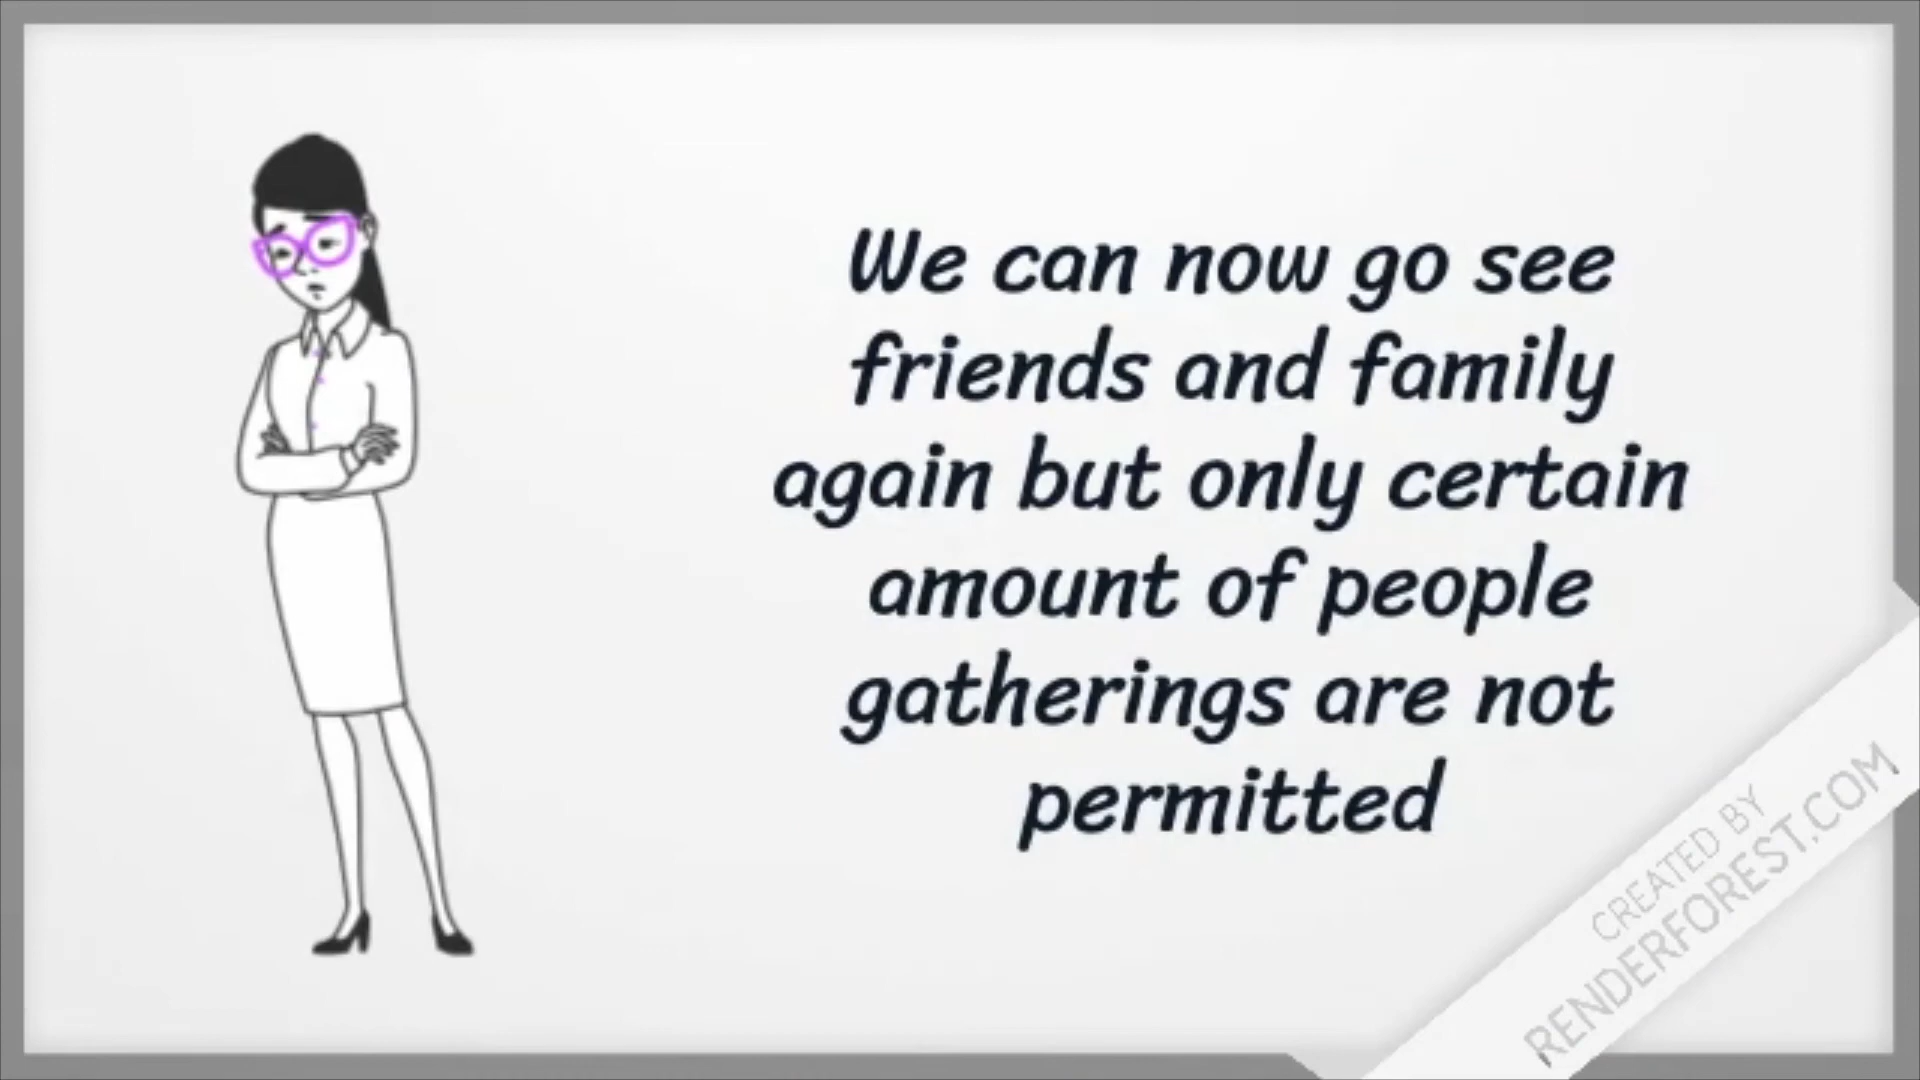 We can now go see
friends and family
again but only certain
amount of people
gatherings are not
permitted
CREATED BY
RENDERFOREST.COM